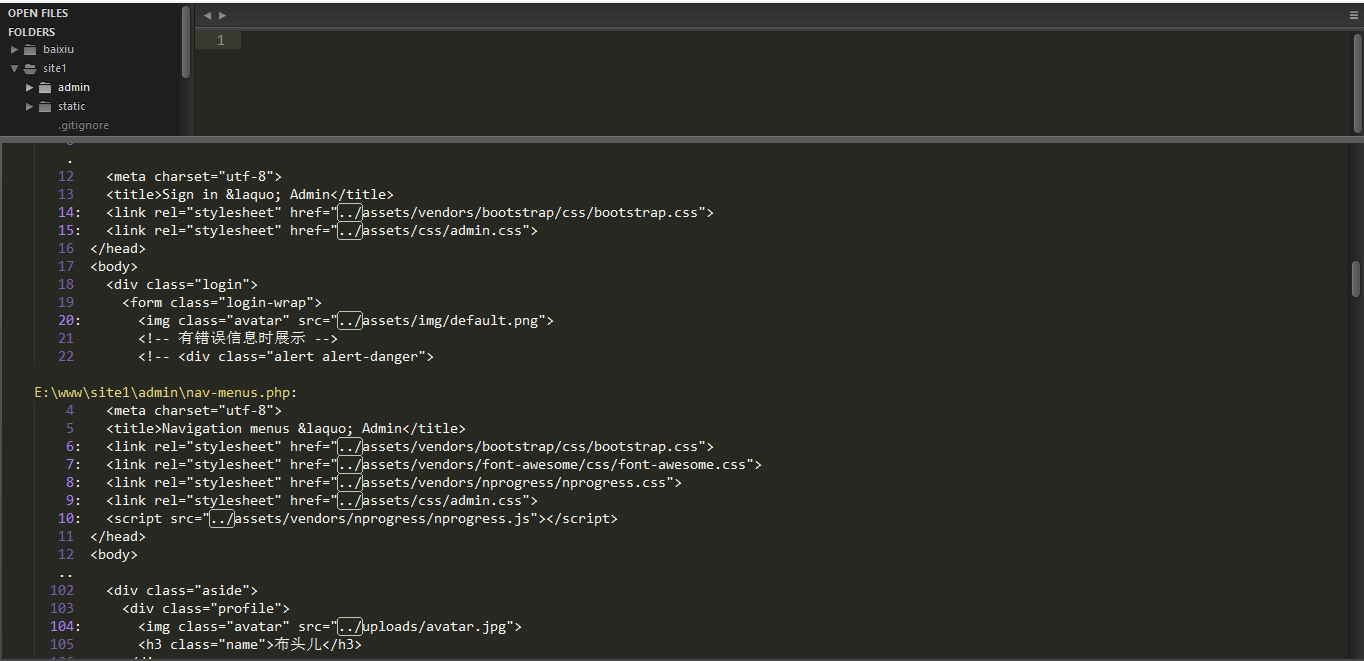 OPEN FILES
FOLDERS
baixiu
site1
admin
static
.gitignore
1
.
12 <meta charset="utf-8">
13 <title>Sign in &laquo; Admin</title>
14: <link rel="stylesheet" href="../assets/vendors/bootstrap/css/bootstrap.css">
15: <link rel="stylesheet" href="../assets/css/admin.css">
16 </head>
17 <body>
18 <div class="login">
19 <form class="login-wrap">
20: <img class="avatar" src="../assets/img/default.png">
21 <!-- 有错误信息时展示 -->
22 <!-- <div class="alert alert-danger">
E:\www\site1\admin\nav-menus.php:
4 <meta charset="utf-8">
5 <title>Navigation menus &laquo; Admin</title>
6: <link rel="stylesheet" href="../assets/vendors/bootstrap/css/bootstrap.css">
7: <link rel="stylesheet" href="../assets/vendors/font-awesome/css/font-awesome.css">
8: <link rel="stylesheet" href="../assets/vendors/nprogress/nprogress.css">
9: <link rel="stylesheet" href="../assets/css/admin.css">
10: <script src="../assets/vendors/nprogress/nprogress.js"></script>
11 </head>
12 <body>
..
102 <div class="aside">
103 <div class="profile">
104: <img class="avatar" src="../uploads/avatar.jpg">
105 <h3 class="name">布头儿</h3>